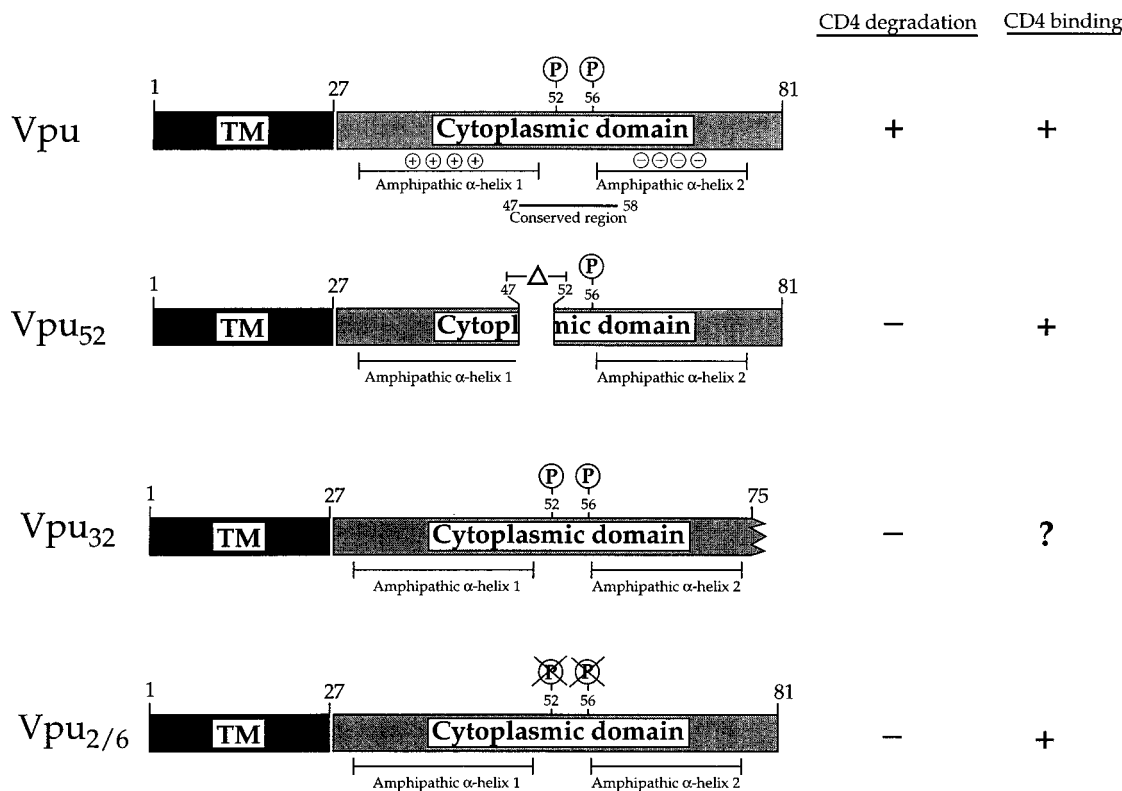 CD4 degradation CD4 binding
Vpu
1 27 P P 81
52 56
TM Cytoplasmic domain + +
+ + + + − − − −
Amphipathic α-helix 1 Amphipathic α-helix 2
47 58
Conserved region
Vpu52
1 27 Δ P 81
47 52 56
TM Cytopl mic domain − +
Amphipathic α-helix 1 Amphipathic α-helix 2
Vpu32
1 27 P P 75
52 56
TM Cytoplasmic domain − ?
Amphipathic α-helix 1 Amphipathic α-helix 2
Vpu2/6
1 27 P P 81
52 56
TM Cytoplasmic domain − +
Amphipathic α-helix 1 Amphipathic α-helix 2